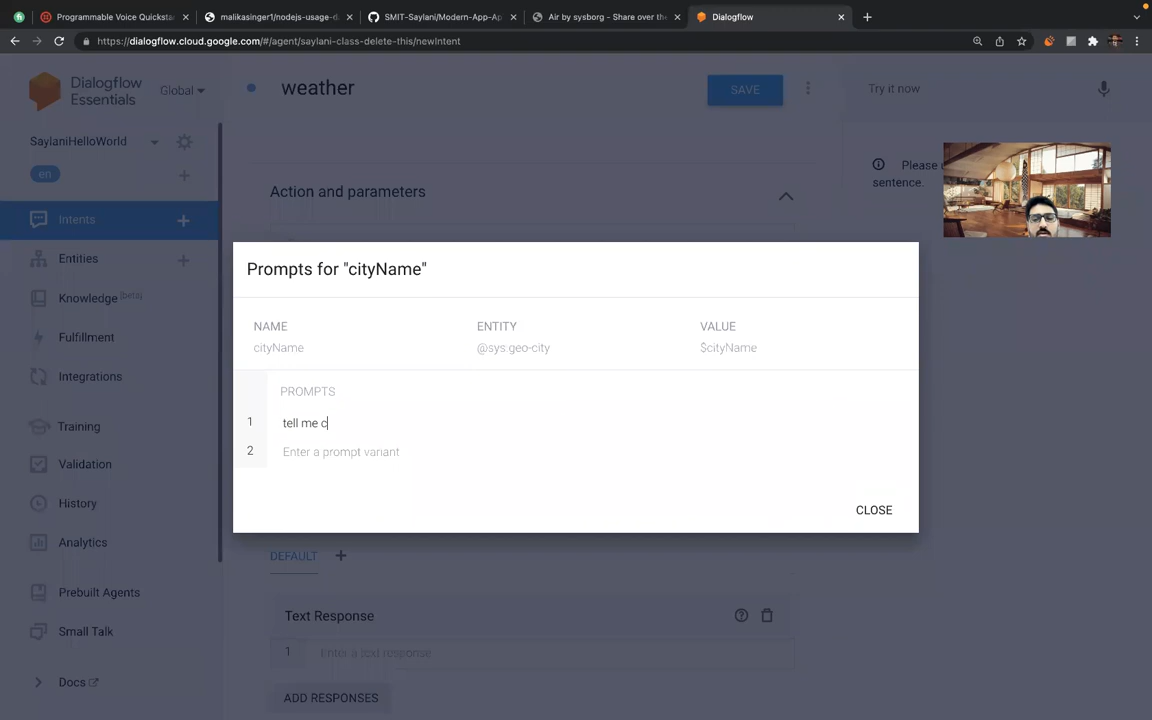 Programmable Voice Quickstar
malikasinger1/nodejs-usage-d
SMIT-Saylani/Modern-App-Ap
Air by sysborg - Share over the
Dialogflow
https://dialogflow.cloud.google.com/#/agent/saylani-class-delete-this/newIntent
Dialogflow
Essentials
Global
weather
SAVE
Try it now
SaylaniHelloWorld
en
Please u
sentence.
Action and parameters
Intents
Entities
Knowledge [beta]
Fulfillment
Integrations
Training
Validation
History
Analytics
Prebuilt Agents
Small Talk
Docs
Prompts for "cityName"
NAME
ENTITY
VALUE
cityName
@sys.geo-city
$cityName
PROMPTS
1 tell me c
2 Enter a prompt variant
CLOSE
DEFAULT
Text Response
1 Enter a text response
ADD RESPONSES